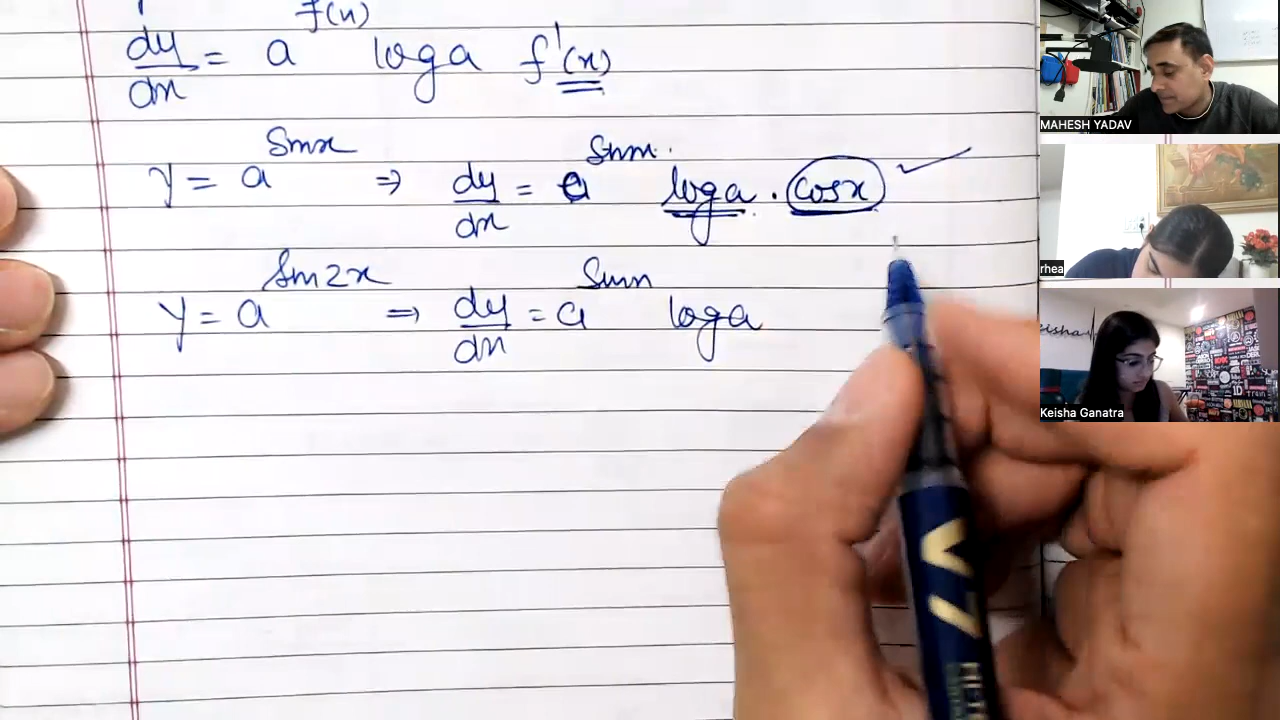 f(x)
dy/dx = a log a f'(x)
y = a^sinx ⇒ dy/dx = a^sinx log a . cosx ✓
y = a^sin2x ⇒ dy/dx = a^sinx log a
MAHESH YADAV
rhea
Keisha Ganatra
V7